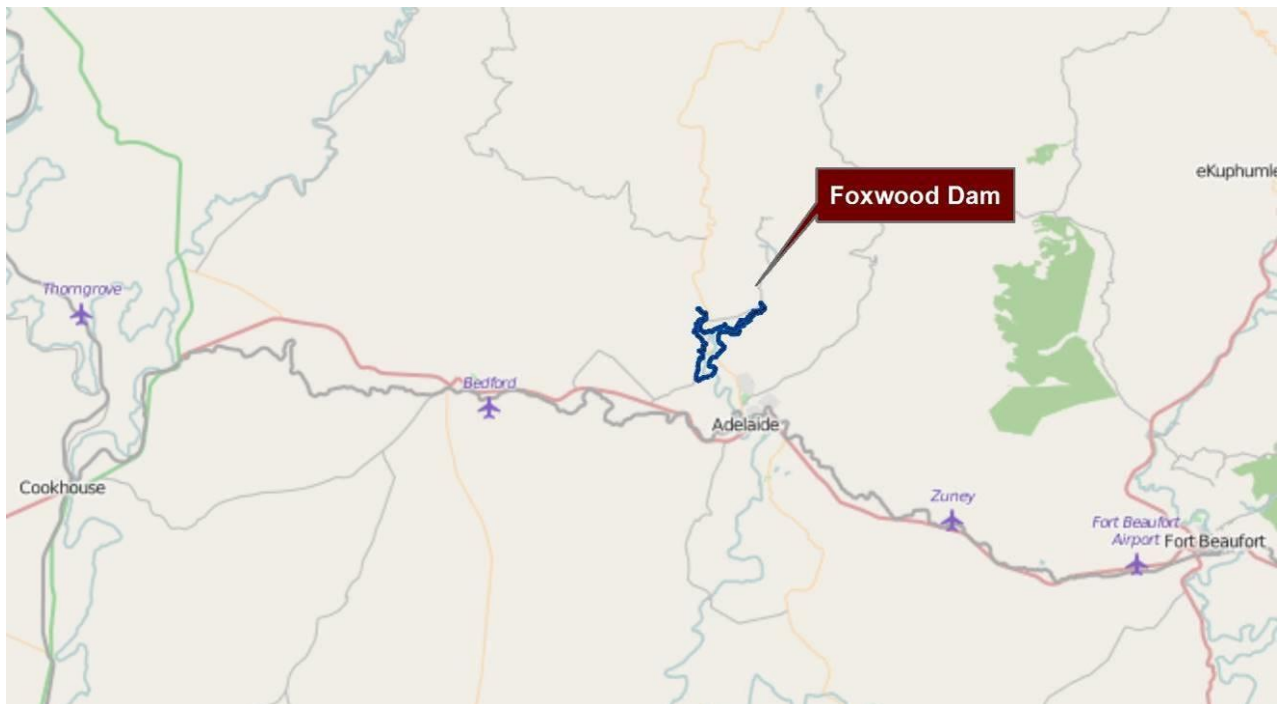 eKuphumle
Foxwood Dam
Thorngrove
Bedford
Adelaide
Cookhouse
Zuney
Fort Beaufort
Airport
Fort Beaufort